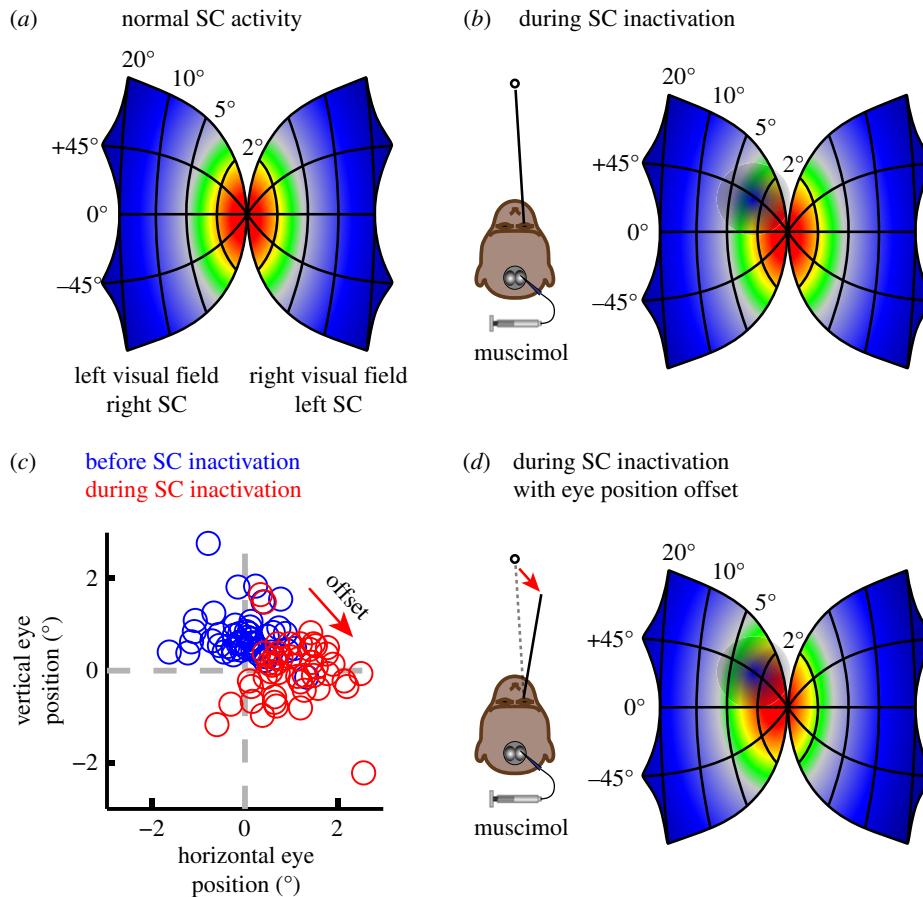 (a) normal SC activity
20°
10°
5°
2°
+45°
0°
−45°
left visual field right visual field
right SC left SC
(b) during SC inactivation
20°
10°
5°
2°
+45°
0°
−45°
muscimol
(c) before SC inactivation
during SC inactivation
offset
vertical eye
position (°)
2
0
−2
−2 0 2
horizontal eye
position (°)
(d) during SC inactivation
with eye position offset
20°
10°
5°
2°
+45°
0°
−45°
muscimol